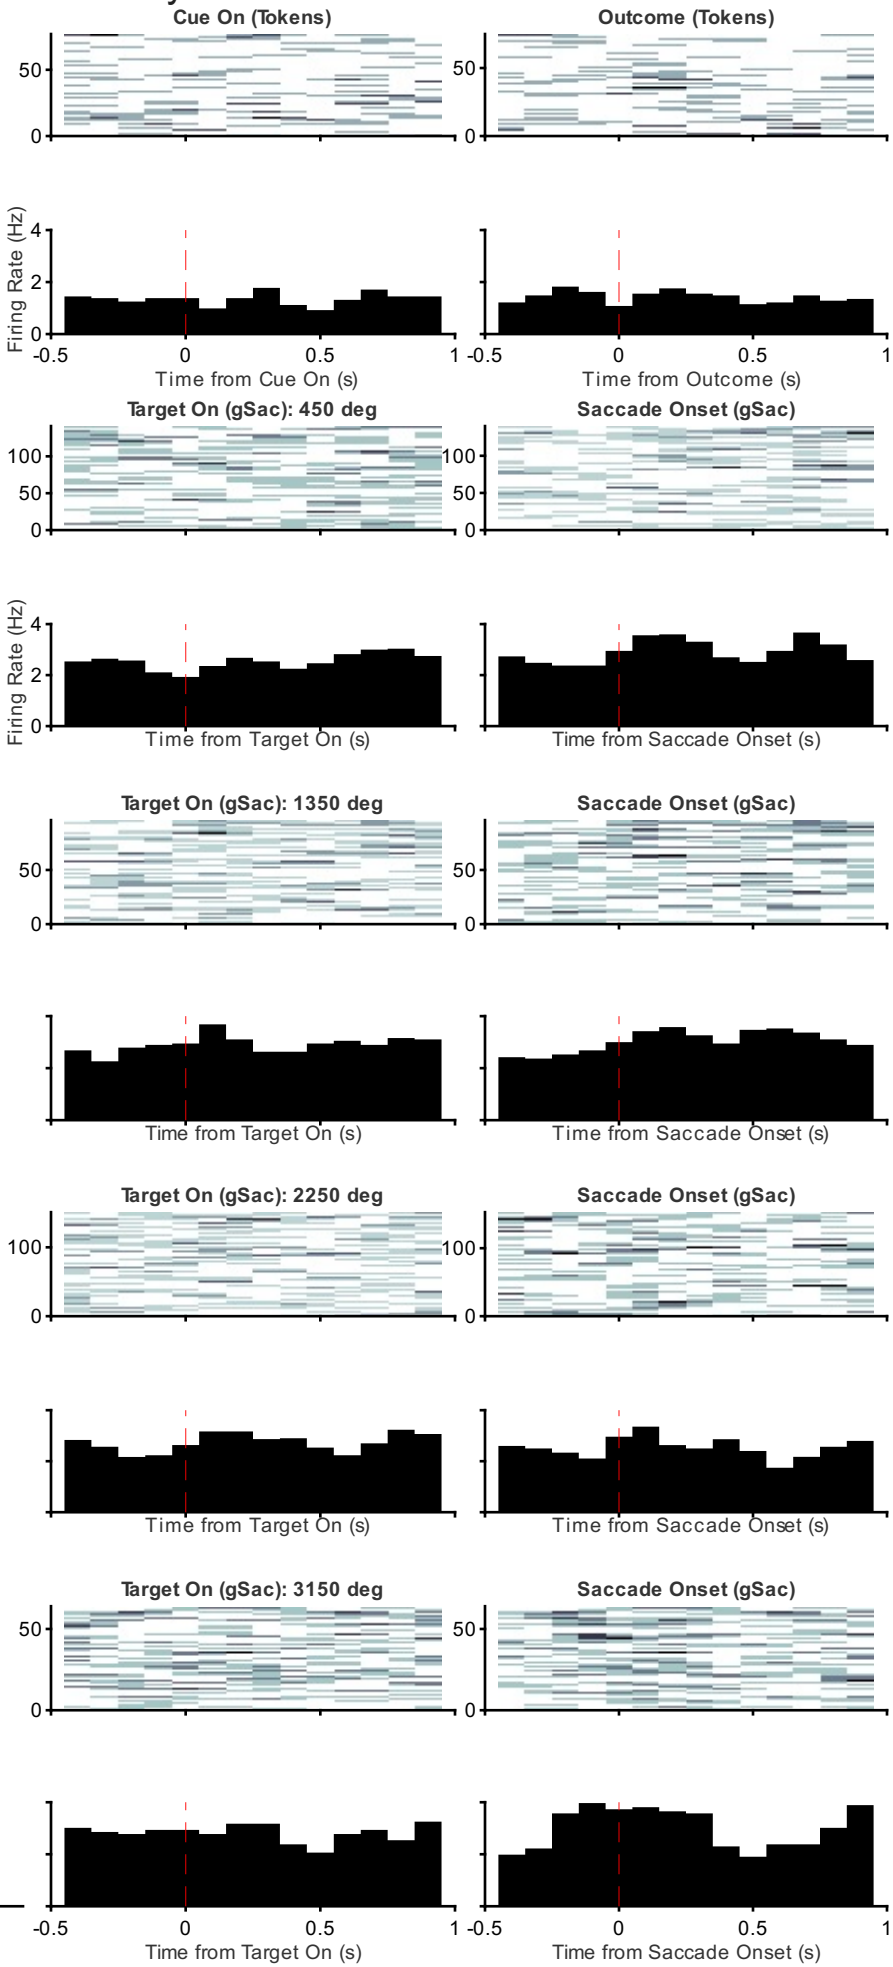 Cue On (Tokens) Outcome (Tokens)
50 50
0 0
Firing Rate (Hz)
4
2
0
-0.5 0 0.5 1 -0.5 0 0.5 1
Time from Cue On (s) Time from Outcome (s)
Target On (gSac): 450 deg Saccade Onset (gSac)
100 100
50 50
0 0
Firing Rate (Hz)
4
2
0
Time from Target On (s) Time from Saccade Onset (s)
Target On (gSac): 1350 deg Saccade Onset (gSac)
50 50
0 0
Time from Target On (s) Time from Saccade Onset (s)
Target On (gSac): 2250 deg Saccade Onset (gSac)
100 100
0 0
Time from Target On (s) Time from Saccade Onset (s)
Target On (gSac): 3150 deg Saccade Onset (gSac)
50 50
0 0
-0.5 0 0.5 1 -0.5 0 0.5 1
Time from Target On (s) Time from Saccade Onset (s)